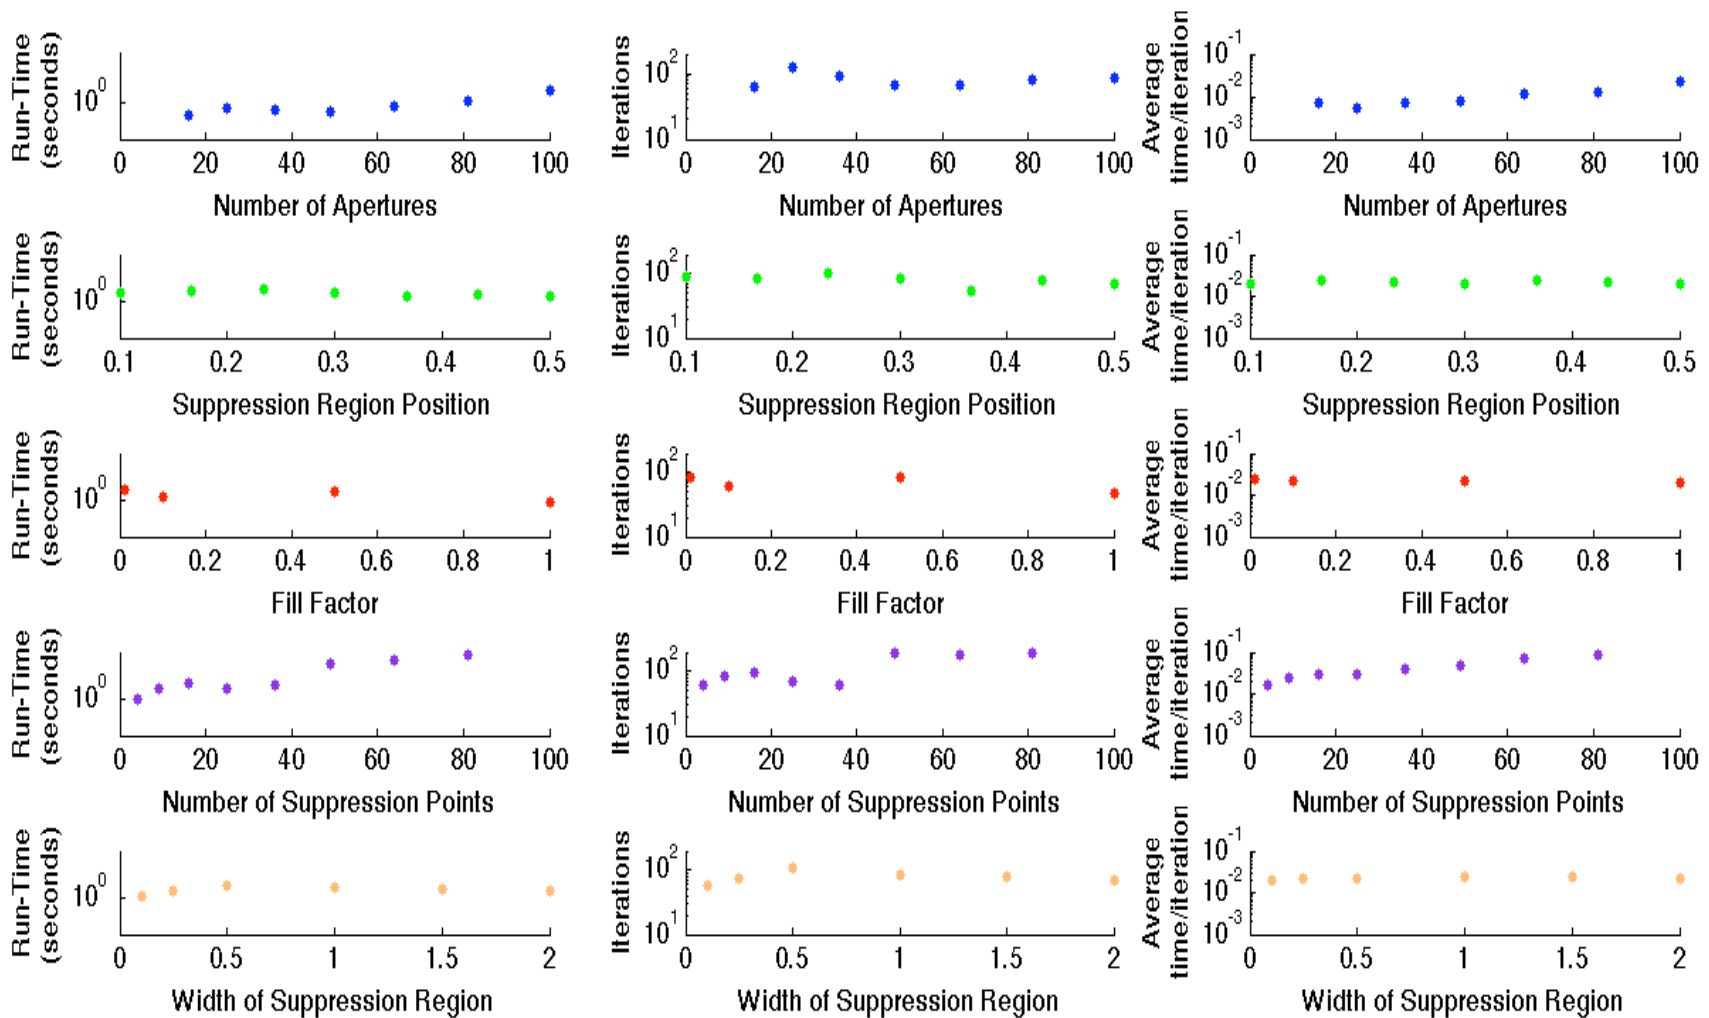 Run-Time
(seconds)
10^0
0 20 40 60 80 100
Number of Apertures
Iterations
10^2
10^1
0 20 40 60 80 100
Number of Apertures
Average
time/iteration
10^-1
10^-2
10^-3
0 20 40 60 80 100
Number of Apertures
Run-Time
(seconds)
10^0
0.1 0.2 0.3 0.4 0.5
Suppression Region Position
Iterations
10^2
10^1
0.1 0.2 0.3 0.4 0.5
Suppression Region Position
Average
time/iteration
10^-1
10^-2
10^-3
0.1 0.2 0.3 0.4 0.5
Suppression Region Position
Run-Time
(seconds)
10^0
0 0.2 0.4 0.6 0.8 1
Fill Factor
Iterations
10^2
10^1
0 0.2 0.4 0.6 0.8 1
Fill Factor
Average
time/iteration
10^-1
10^-2
10^-3
0 0.2 0.4 0.6 0.8 1
Fill Factor
Run-Time
(seconds)
10^0
0 20 40 60 80 100
Number of Suppression Points
Iterations
10^2
10^1
0 20 40 60 80 100
Number of Suppression Points
Average
time/iteration
10^-1
10^-2
10^-3
0 20 40 60 80 100
Number of Suppression Points
Run-Time
(seconds)
10^0
0 0.5 1 1.5 2
Width of Suppression Region
Iterations
10^2
10^1
0 0.5 1 1.5 2
Width of Suppression Region
Average
time/iteration
10^-1
10^-2
10^-3
0 0.5 1 1.5 2
Width of Suppression Region